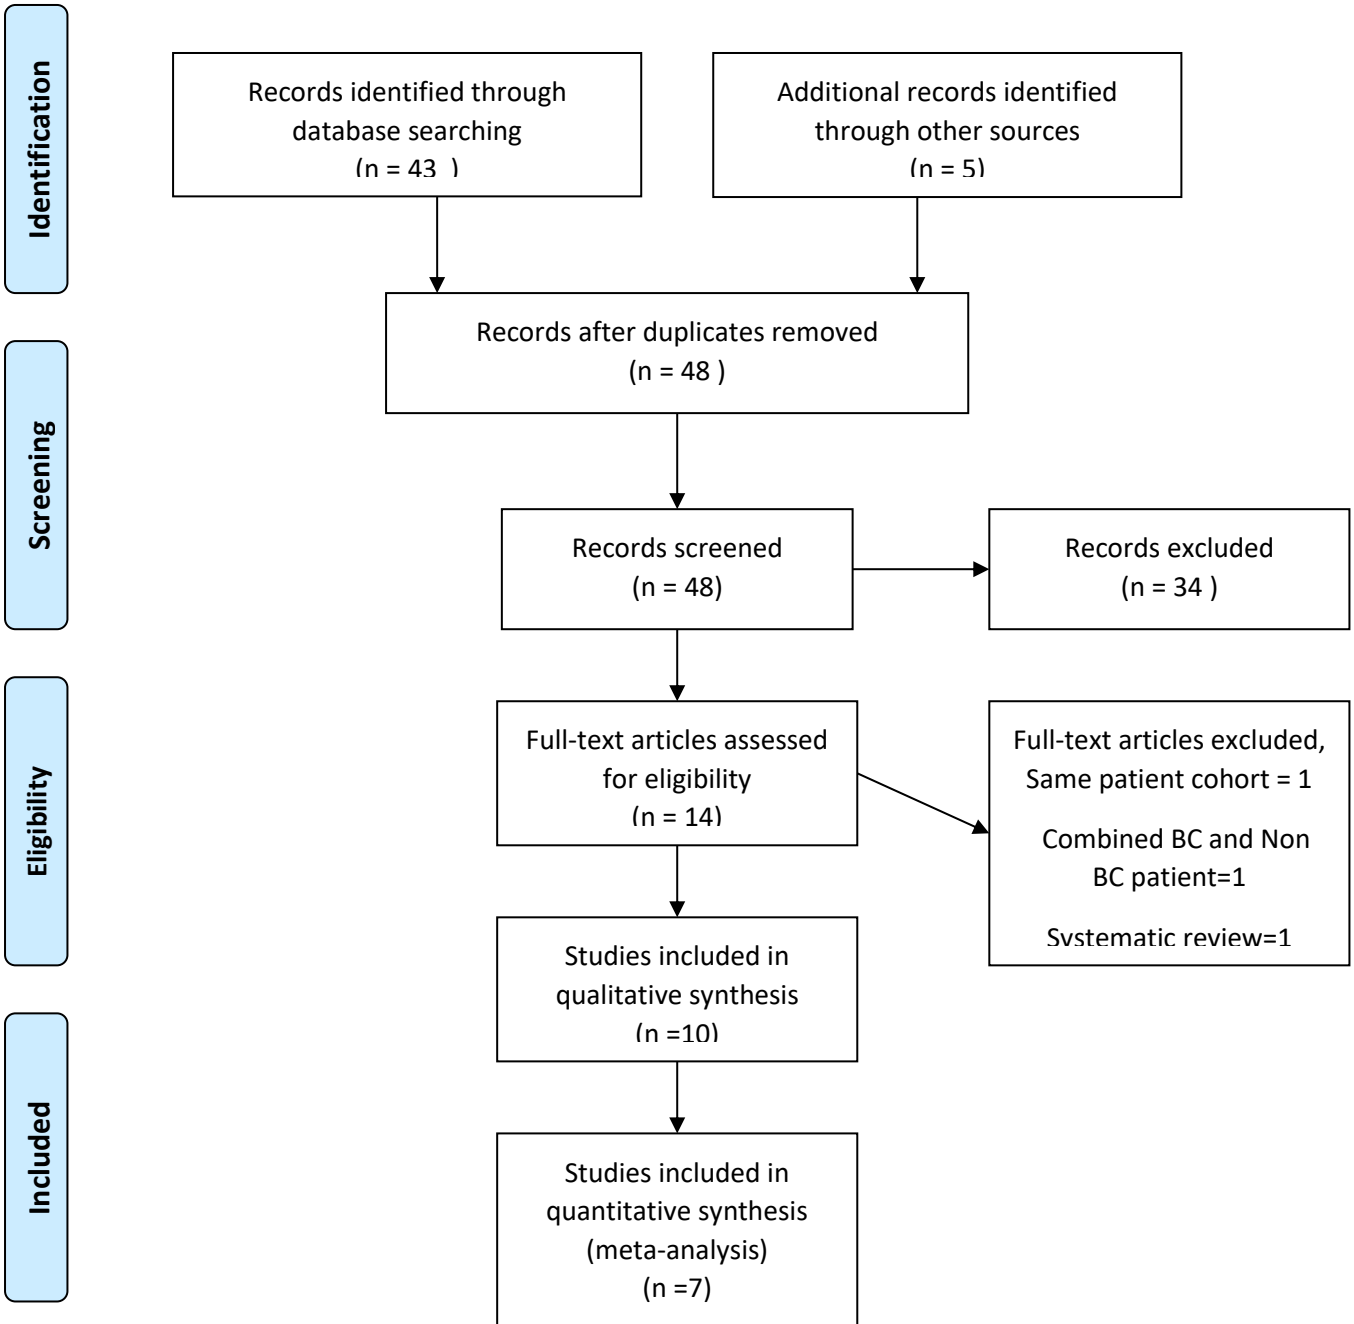 Identification
Records identified through
database searching
(n = 43 )
Additional records identified
through other sources
(n = 5)
Records after duplicates removed
(n = 48 )
Screening
Records screened
(n = 48)
Records excluded
(n = 34 )
Eligibility
Full-text articles assessed
for eligibility
(n = 14)
Full-text articles excluded,
Same patient cohort = 1
Combined BC and Non
BC patient=1
Systematic review=1
Studies included in
qualitative synthesis
(n =10)
Included
Studies included in
quantitative synthesis
(meta-analysis)
(n =7)